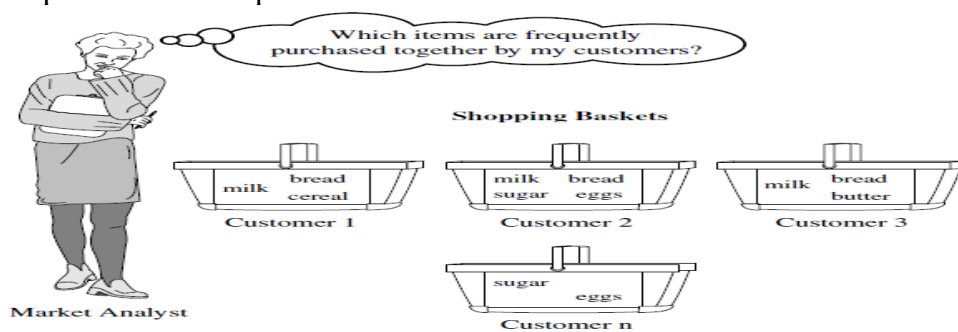 Which items are frequently
purchased together by my customers?
Shopping Baskets
milk bread
cereal
Customer 1
milk bread
sugar eggs
Customer 2
milk bread
butter
Customer 3
sugar
eggs
Customer n
Market Analyst